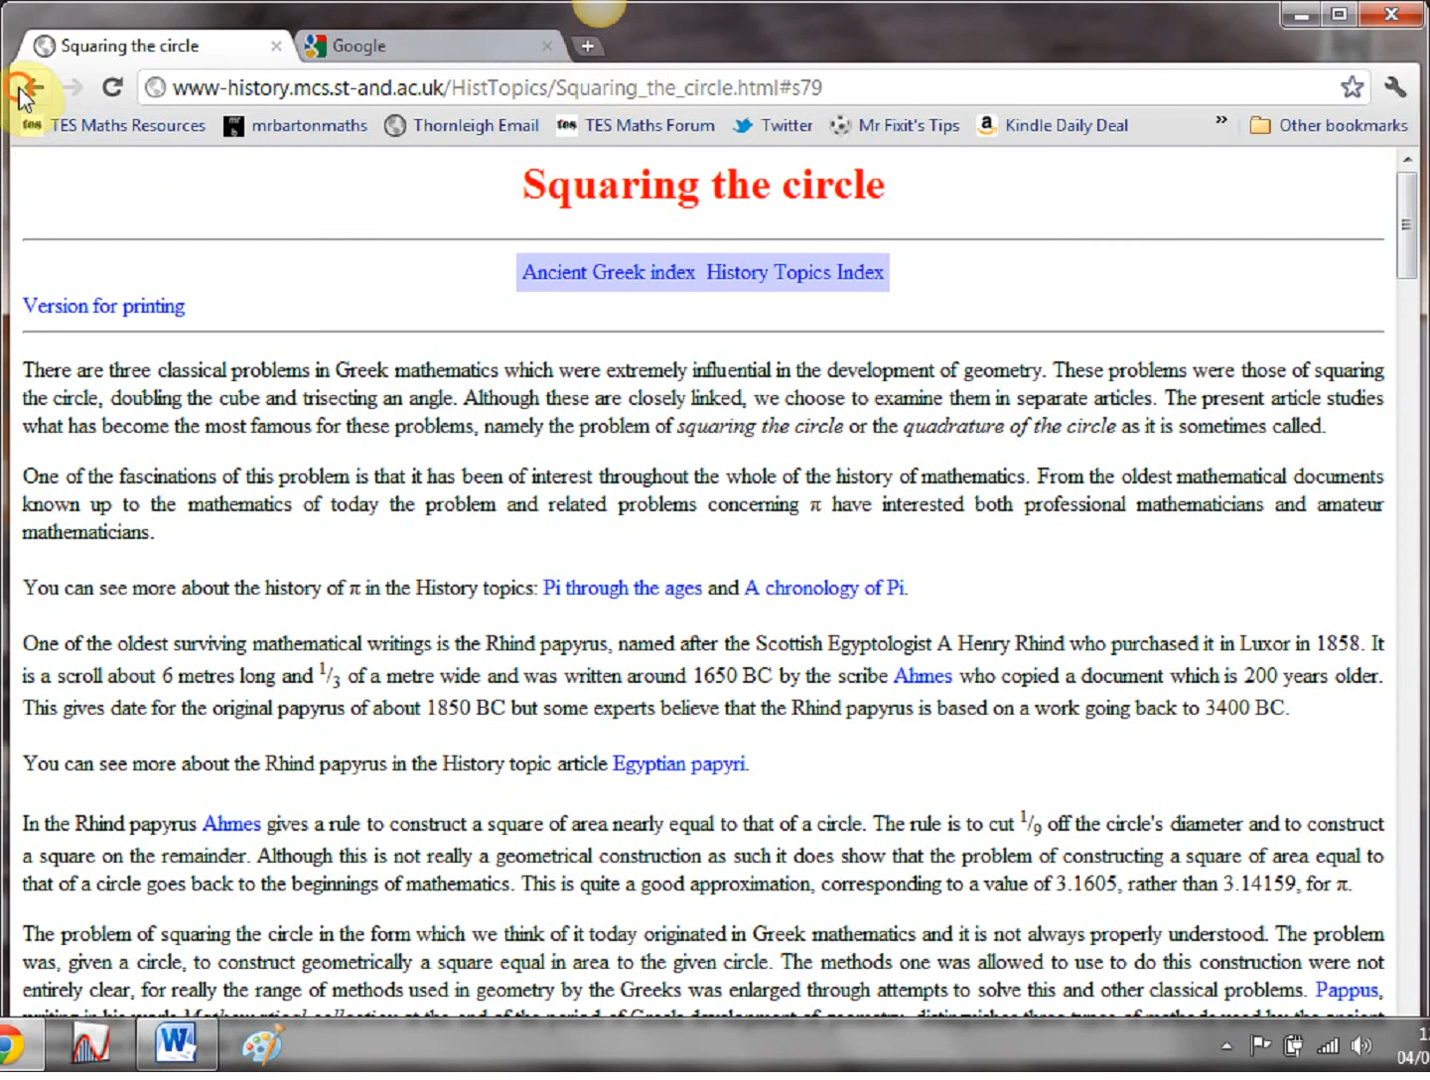 Squaring the circle
Google
www-history.mcs.st-and.ac.uk/HistTopics/Squaring_the_circle.html#s79
tes TES Maths Resources mrbartonmaths Thornleigh Email tes TES Maths Forum Twitter Mr Fixit's Tips a Kindle Daily Deal » Other bookmarks
Squaring the circle
Ancient Greek index History Topics Index
Version for printing
There are three classical problems in Greek mathematics which were extremely influential in the development of geometry. These problems were those of squaring
the circle, doubling the cube and trisecting an angle. Although these are closely linked, we choose to examine them in separate articles. The present article studies
what has become the most famous for these problems, namely the problem of squaring the circle or the quadrature of the circle as it is sometimes called.
One of the fascinations of this problem is that it has been of interest throughout the whole of the history of mathematics. From the oldest mathematical documents
known up to the mathematics of today the problem and related problems concerning π have interested both professional mathematicians and amateur
mathematicians.
You can see more about the history of π in the History topics: Pi through the ages and A chronology of Pi.
One of the oldest surviving mathematical writings is the Rhind papyrus, named after the Scottish Egyptologist A Henry Rhind who purchased it in Luxor in 1858. It
is a scroll about 6 metres long and 1/3 of a metre wide and was written around 1650 BC by the scribe Ahmes who copied a document which is 200 years older.
This gives date for the original papyrus of about 1850 BC but some experts believe that the Rhind papyrus is based on a work going back to 3400 BC.
You can see more about the Rhind papyrus in the History topic article Egyptian papyri.
In the Rhind papyrus Ahmes gives a rule to construct a square of area nearly equal to that of a circle. The rule is to cut 1/9 off the circle's diameter and to construct
a square on the remainder. Although this is not really a geometrical construction as such it does show that the problem of constructing a square of area equal to
that of a circle goes back to the beginnings of mathematics. This is quite a good approximation, corresponding to a value of 3.1605, rather than 3.14159, for π.
The problem of squaring the circle in the form which we think of it today originated in Greek mathematics and it is not always properly understood. The problem
was, given a circle, to construct geometrically a square equal in area to the given circle. The methods one was allowed to use to do this construction were not
entirely clear, for really the range of methods used in geometry by the Greeks was enlarged through attempts to solve this and other classical problems. Pappus,
W
04/0